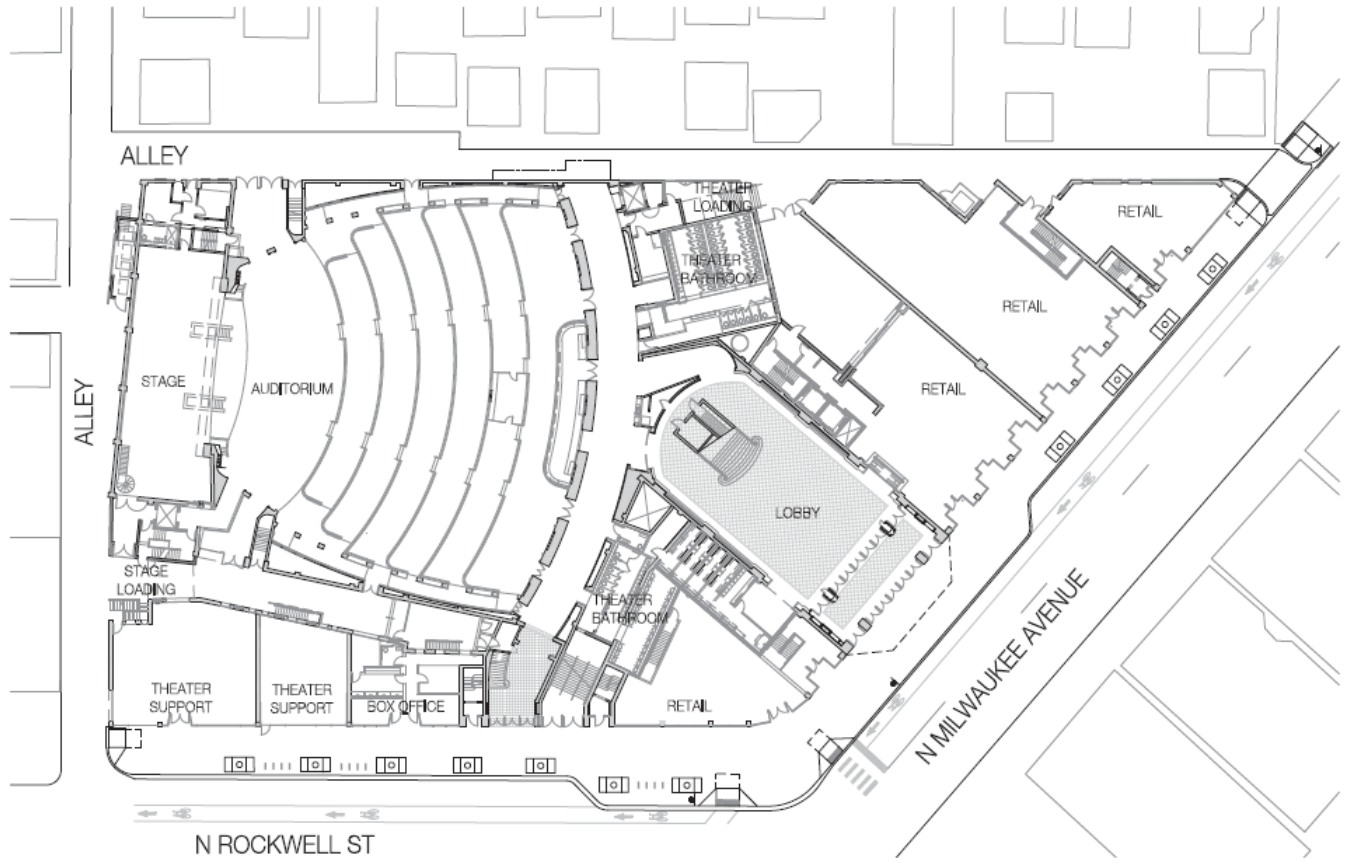 ALLEY
THEATER
LOADING
RETAIL
THEATER
BATHROOM
RETAIL
STAGE
AUDITORIUM
RETAIL
ALLEY
LOBBY
STAGE
LOADING
THEATER
BATHROOM
THEATER
SUPPORT
THEATER
SUPPORT
BOX OFFICE
RETAIL
N MILWAUKEE AVENUE
N ROCKWELL ST